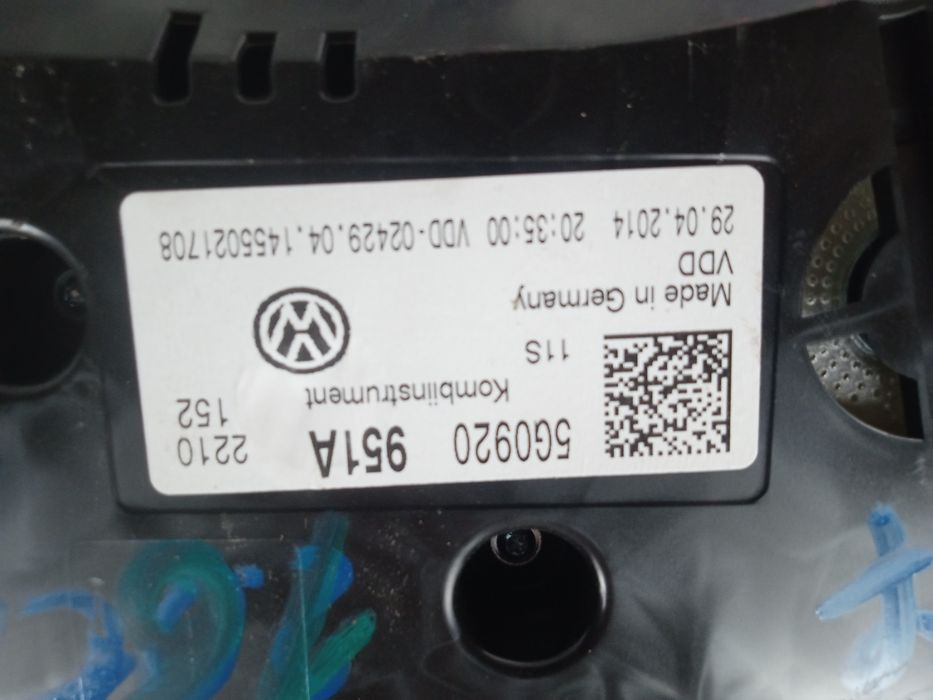 5G0920 951A 2210
Kombiinstrument 152
11S
Made in Germany
VDD
29.04.2014 20:35:00 VDD-02429.04.1455021708